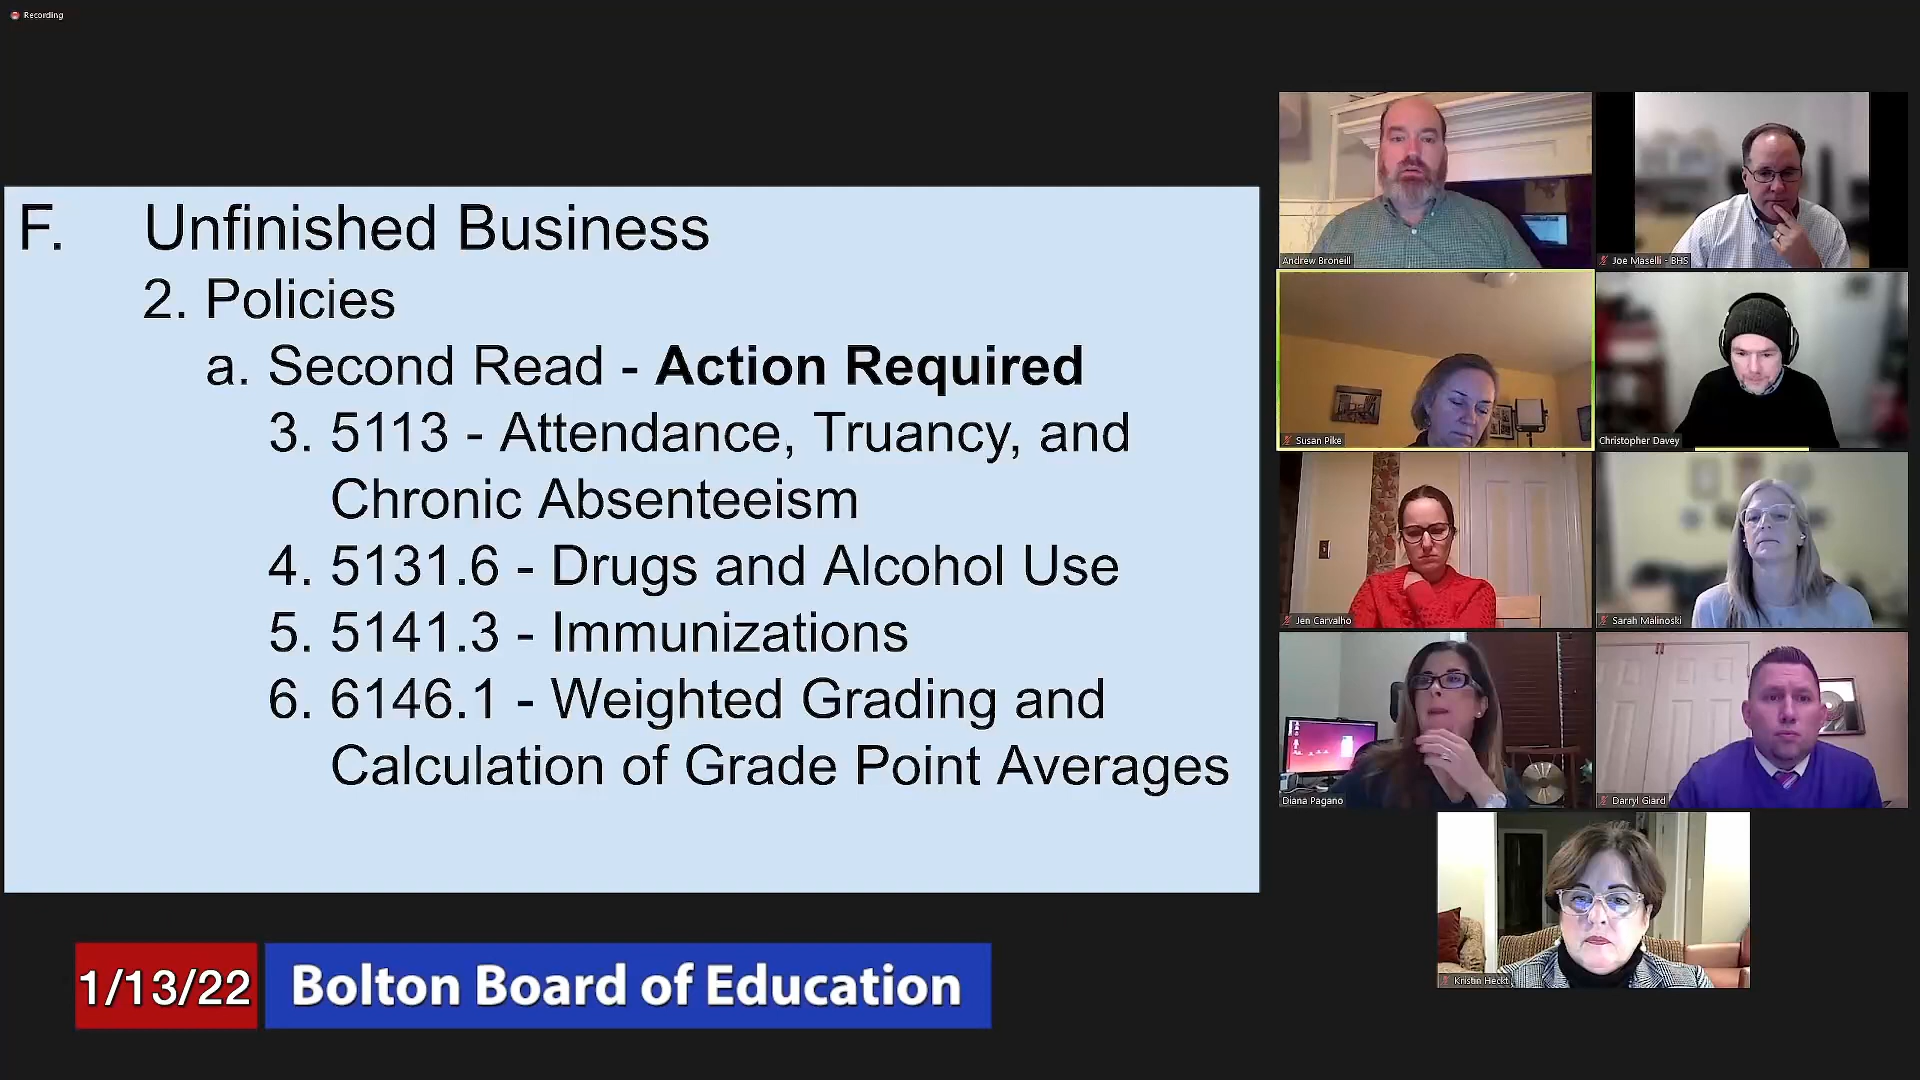 Recording
F. Unfinished Business
2. Policies
a. Second Read - Action Required
3. 5113 - Attendance, Truancy, and
Chronic Absenteeism
4. 5131.6 - Drugs and Alcohol Use
5. 5141.3 - Immunizations
6. 6146.1 - Weighted Grading and
Calculation of Grade Point Averages
Andrew Broneill
Joe Maselli - BHS
Susan Pike
Christopher Davey
Jen Carvalho
Sarah Malinoski
Diana Pagano
Darryl Giard
Kristin Heckt
1/13/22 Bolton Board of Education